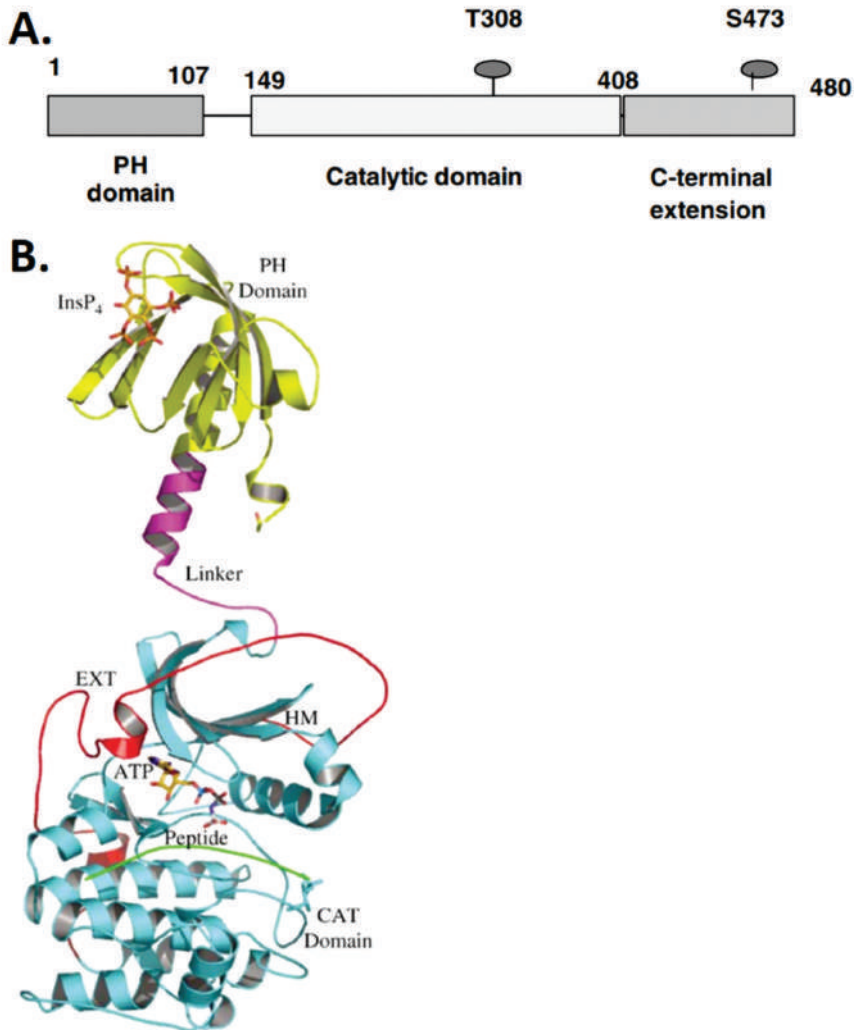 A.
T308 S473
1 107 149 408 480
PH
domain
Catalytic domain
C-terminal
extension
B.
PH
Domain
InsP4
Linker
EXT
HM
ATP
Peptide
CAT
Domain